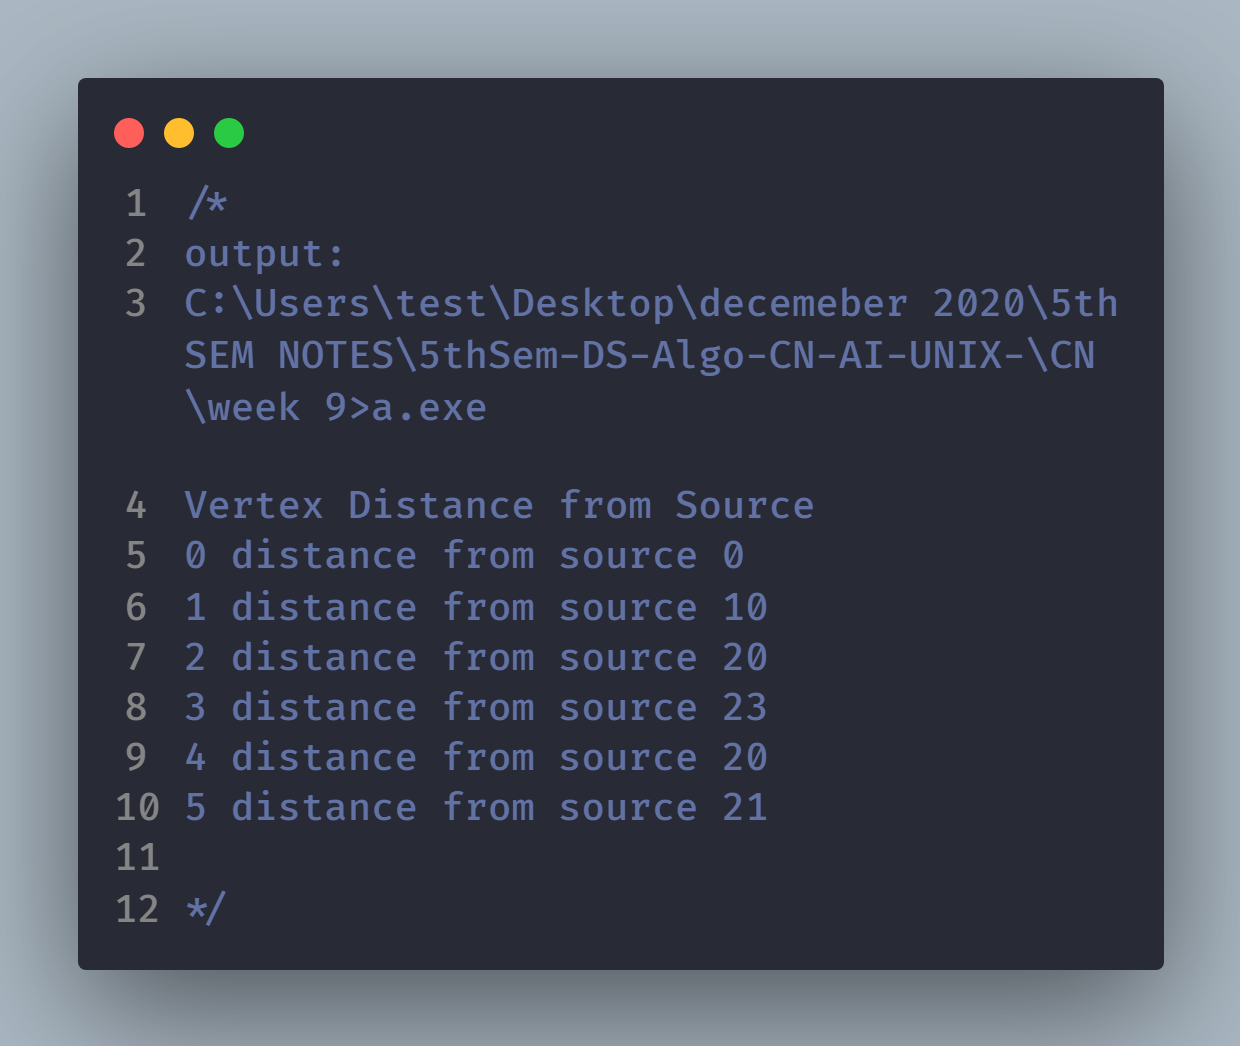 1 /*
2 output:
3 C:\Users\test\Desktop\decemeber 2020\5th
SEM NOTES\5thSem-DS-Algo-CN-AI-UNIX-\CN
\week 9>a.exe
4 Vertex Distance from Source
5 0 distance from source 0
6 1 distance from source 10
7 2 distance from source 20
8 3 distance from source 23
9 4 distance from source 20
10 5 distance from source 21
11
12 */